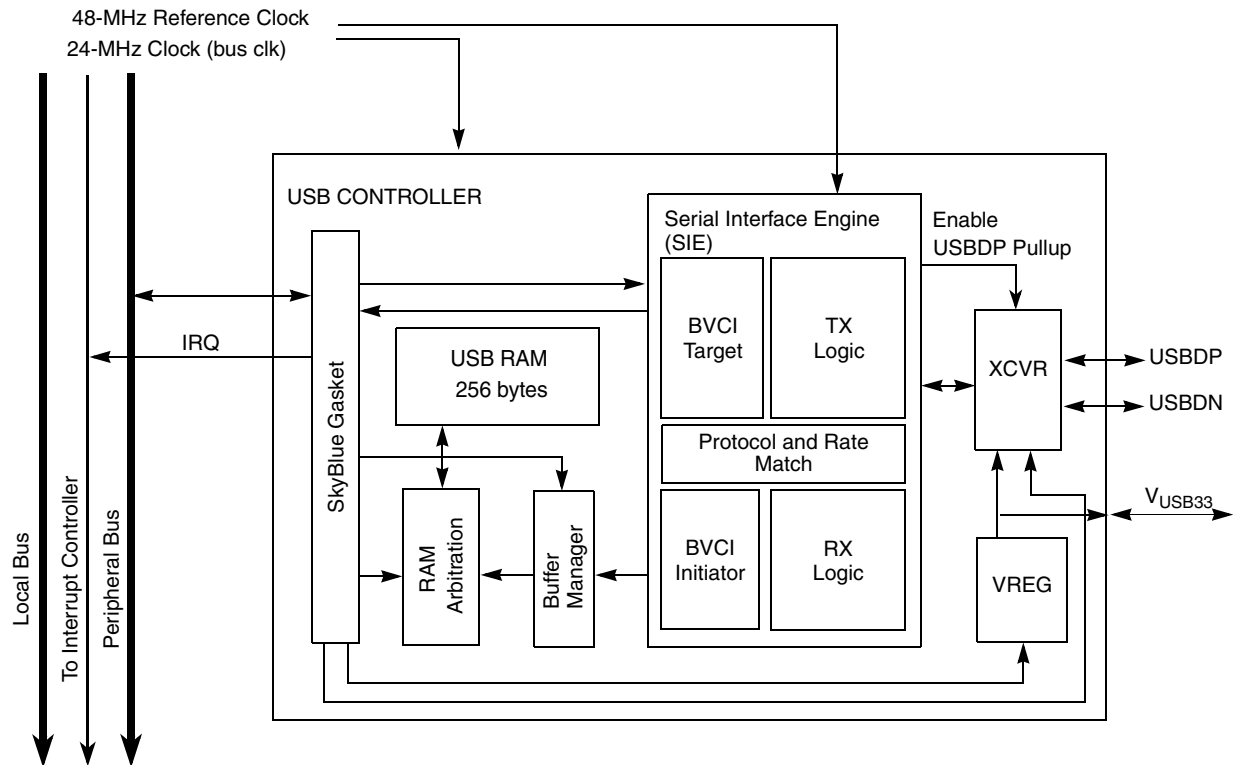 48-MHz Reference Clock
24-MHz Clock (bus clk)
USB CONTROLLER
Serial Interface Engine
(SIE)
Enable
USBDP Pullup
BVCI
Target
TX
Logic
XCVR
USBDP
USBDN
IRQ
USB RAM
256 bytes
Protocol and Rate
Match
SkyBlue Gasket
RAM
Arbitration
Buffer
Manager
BVCI
Initiator
RX
Logic
VREG
VUSB33
Local Bus
To Interrupt Controller
Peripheral Bus